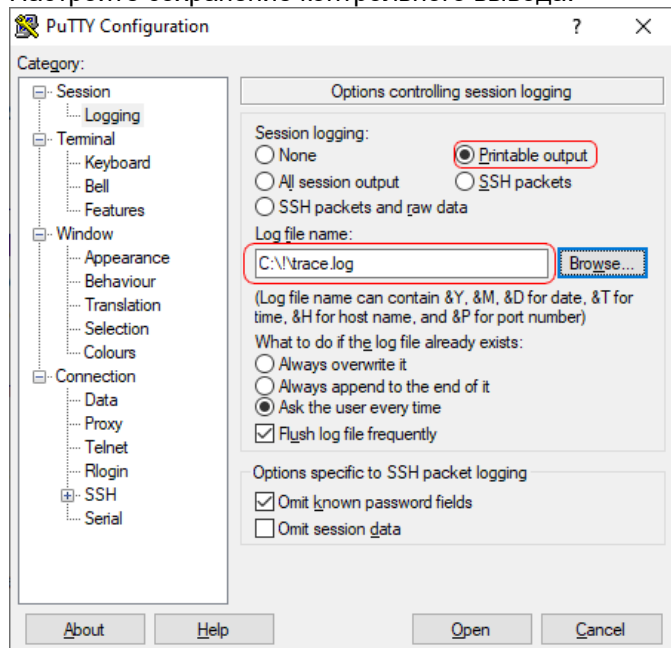 Настройте сохранение контрольного вывода:
PuTTY Configuration ? ×
Category:
Session
Logging
Terminal
Keyboard
Bell
Features
Window
Appearance
Behaviour
Translation
Selection
Colours
Connection
Data
Proxy
Telnet
Rlogin
SSH
Serial
Options controlling session logging
Session logging:
None Printable output
All session output SSH packets
SSH packets and raw data
Log file name:
C:\!\trace.log Browse...
(Log file name can contain &Y, &M, &D for date, &T for
time, &H for host name, and &P for port number)
What to do if the log file already exists:
Always overwrite it
Always append to the end of it
Ask the user every time
Flush log file frequently
Options specific to SSH packet logging
Omit known password fields
Omit session data
About Help Open Cancel